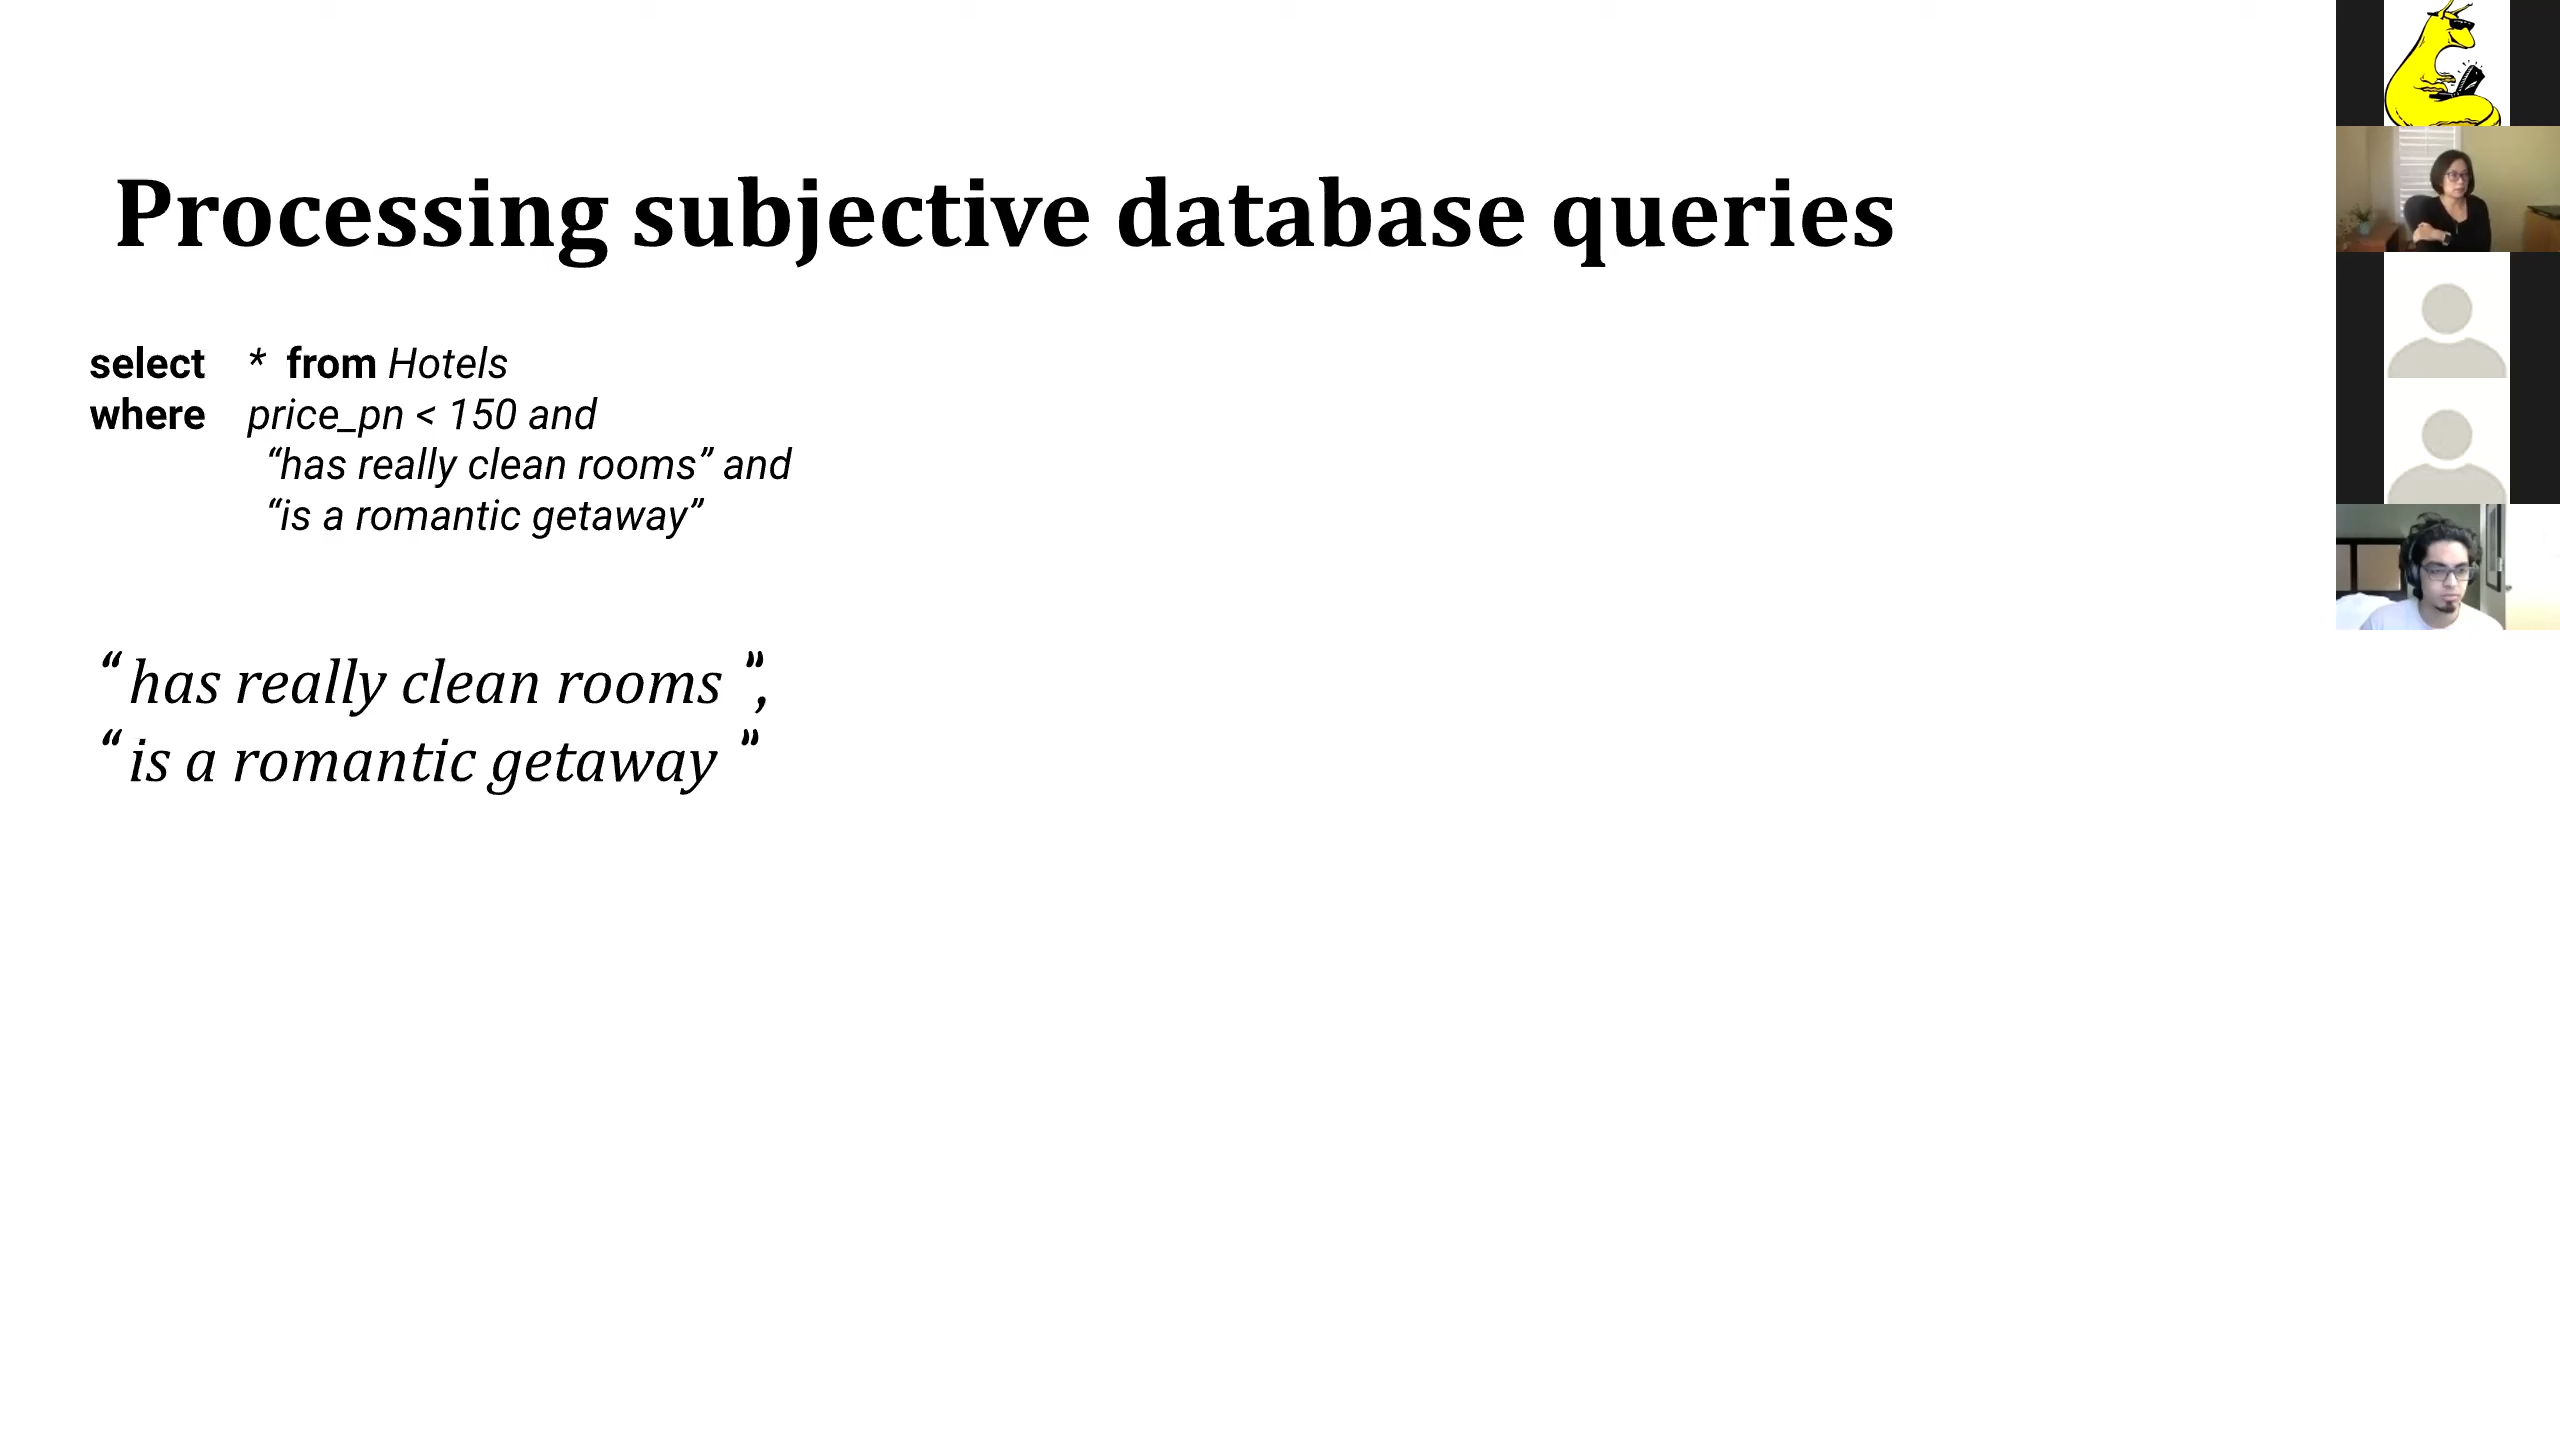 Processing subjective database queries
select * from Hotels
where price_pn < 150 and
“has really clean rooms” and
“is a romantic getaway”
“has really clean rooms ”,
“is a romantic getaway ”